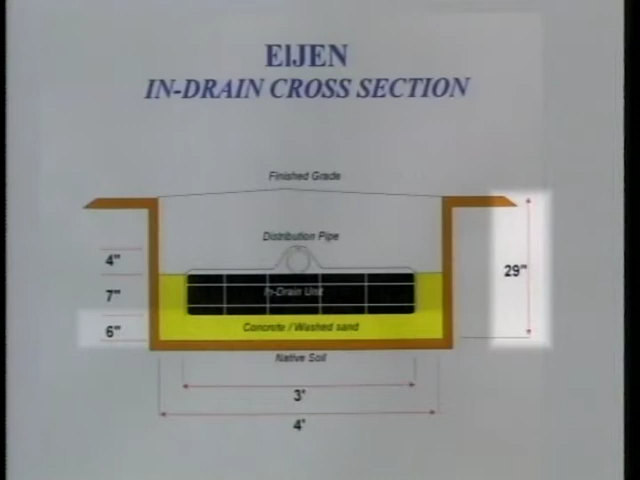 ElJEN
IN-DRAIN CROSS SECTION
Finished Grade
Distribution Pipe
4"
29"
7"
In-Drain Unit
6"
Concrete / Washed sand
Native Soil
3'
4'